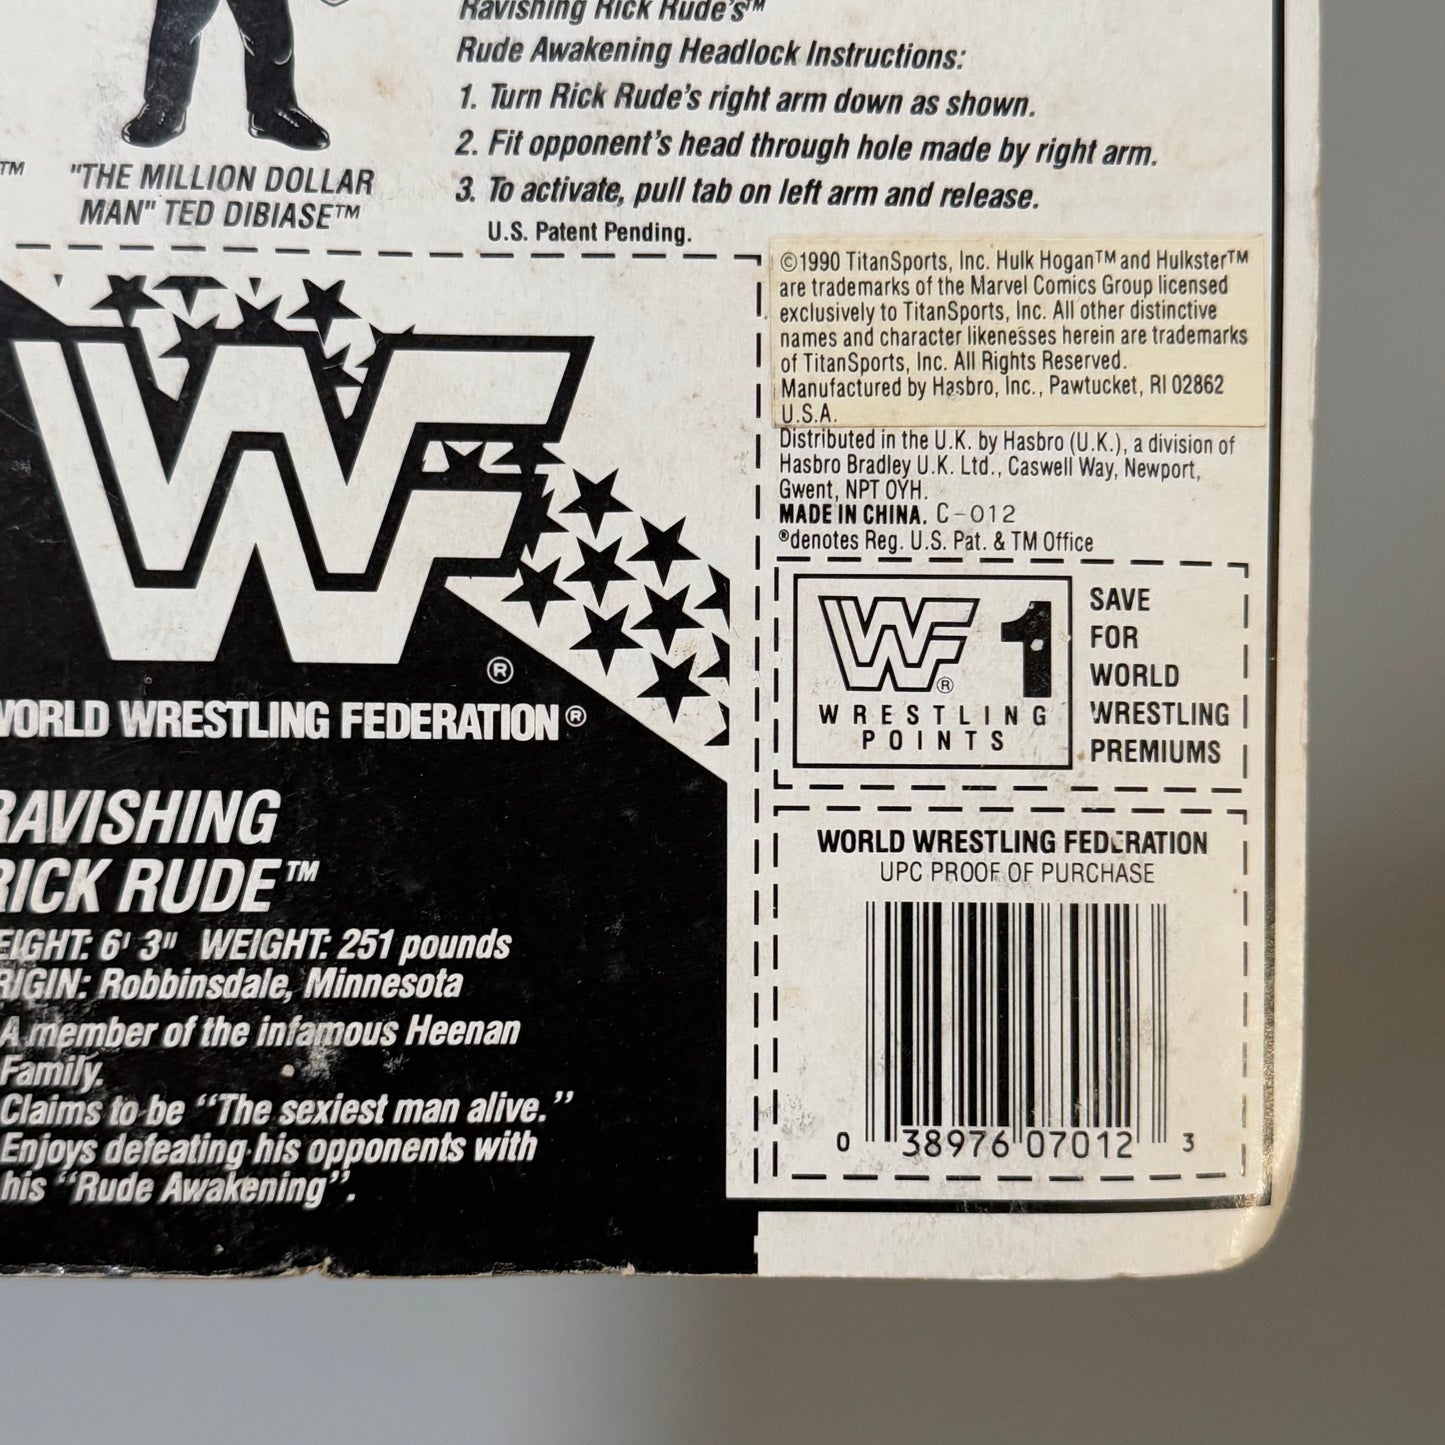 Ravishing Rick Rude's™
Rude Awakening Headlock Instructions:
1. Turn Rick Rude's right arm down as shown.
2. Fit opponent's head through hole made by right arm.
3. To activate, pull tab on left arm and release.
U.S. Patent Pending.
TM
"THE MILLION DOLLAR
MAN" TED DIBIASE™
©1990 TitanSports, Inc. Hulk Hogan™ and Hulkster™
are trademarks of the Marvel Comics Group licensed
exclusively to TitanSports, Inc. All other distinctive
names and character likenesses herein are trademarks
of TitanSports, Inc. All Rights Reserved.
Manufactured by Hasbro, Inc., Pawtucket, RI 02862
U.S.A.
Distributed in the U.K. by Hasbro (U.K.), a division of
Hasbro Bradley U.K. Ltd., Caswell Way, Newport,
Gwent, NPT OYH.
MADE IN CHINA. C-012
®denotes Reg. U.S. Pat. & TM Office
WF®
WORLD WRESTLING FEDERATION®
RAVISHING
RICK RUDE™
HEIGHT: 6' 3" WEIGHT: 251 pounds
ORIGIN: Robbinsdale, Minnesota
A member of the infamous Heenan
Family.
Claims to be "The sexiest man alive."
Enjoys defeating his opponents with
his "Rude Awakening".
WF® 1
WRESTLING
POINTS
SAVE
FOR
WORLD
WRESTLING
PREMIUMS
WORLD WRESTLING FEDERATION
UPC PROOF OF PURCHASE
0 38976 07012 3